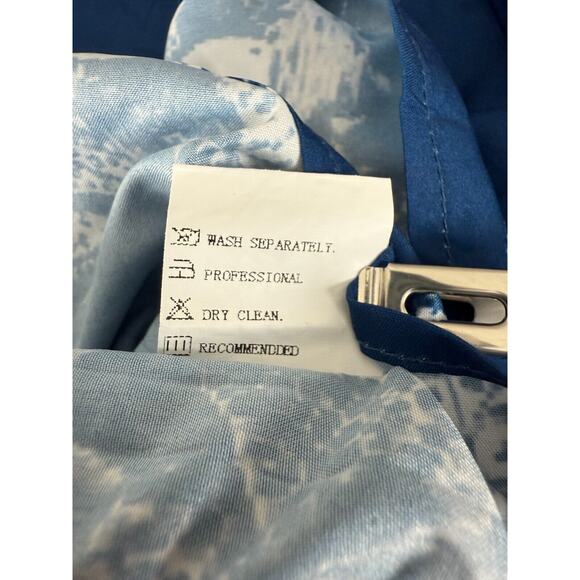 WASH SEPARATELY.
PROFESSIONAL
DRY CLEAN.
RECOMMENDDED